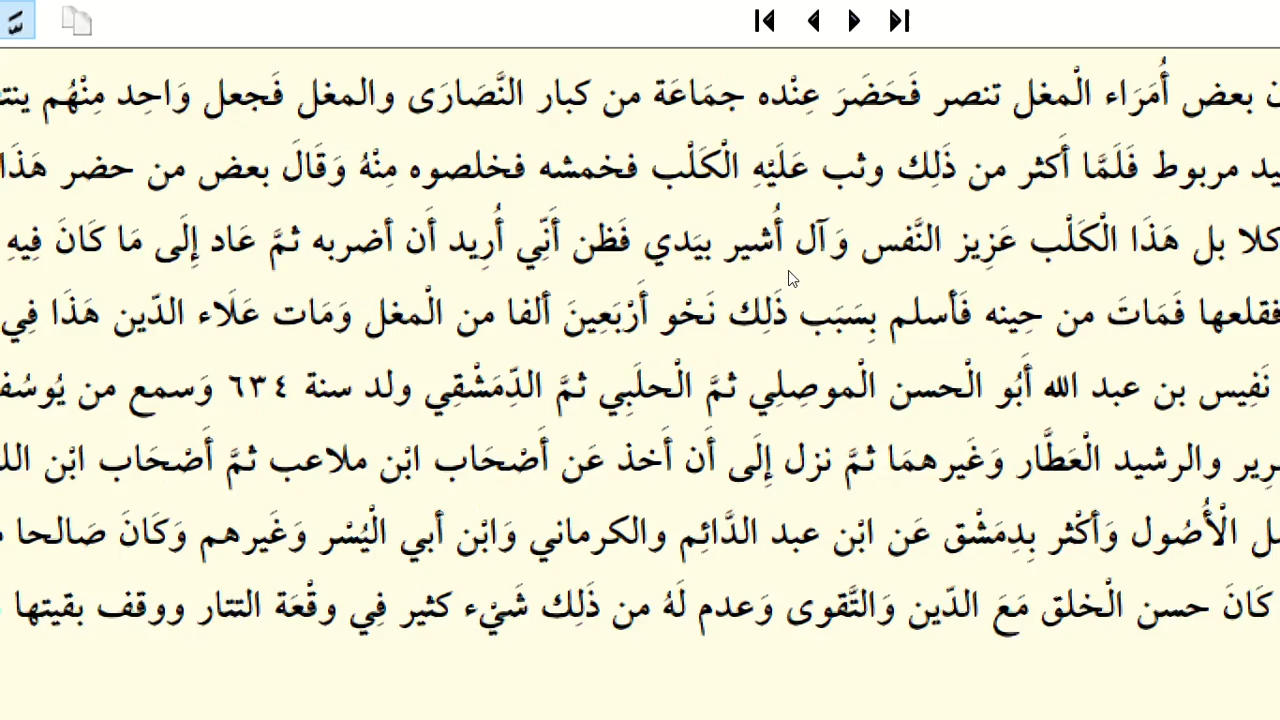 بعض أُمَرَاء الْمغل تنصر فَحَضَرَ عِنْده جمَاعَة من كبار النَّصَارَى والمغل فَجعل وَاحِد مِنْهُم
مربوط فَلَمَّا أَكثر من ذَلِك وثب عَلَيْهِ الْكَلْب فخمشه فخلصوه مِنْهُ وَقَالَ بعض من حضر هَذَا
كلا بل هَذَا الْكَلْب عَزِيز النَّفس وَآل أُشير بيَدي فَظن أَنِّي أُرِيد أَن أضربه ثمَّ عَاد إِلَى مَا كَانَ فِيهِ
فقلعها فَمَاتَ من حِينه فَأسلم بِسَبَب ذَلِك نَحْو أَرْبَعِينَ ألفا من الْمغل وَمَات عَلَاء الدّين هَذَا فِي
نَفِيس بن عبد الله أَبُو الْحسن الْموصِلِي ثمَّ الْحلَبِي ثمَّ الدِّمَشْقِي ولد سنة ٦٣٤ وَسمع من
والرشيد الْعَطَّار وَغَيرهمَا ثمَّ نزل إِلَى أَن أَخذ عَن أَصْحَاب ابْن ملاعب ثمَّ أَصْحَاب ابْن
الْأُصُول وَأكْثر بِدِمَشْق عَن ابْن عبد الدَّائِم والكرماني وَابْن أبي الْيُسْر وَغَيرهم وَكَانَ صَالحا
كَانَ حسن الْخلق مَعَ الدّين وَالتَّقوى وَعدم لَهُ من ذَلِك شَيْء كثير فِي وقْعَة التتار ووقف بقيتها